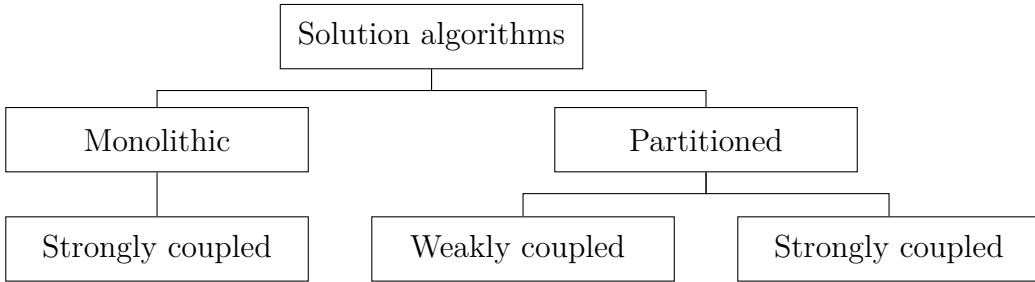 Solution algorithms
Monolithic
Partitioned
Strongly coupled
Weakly coupled
Strongly coupled